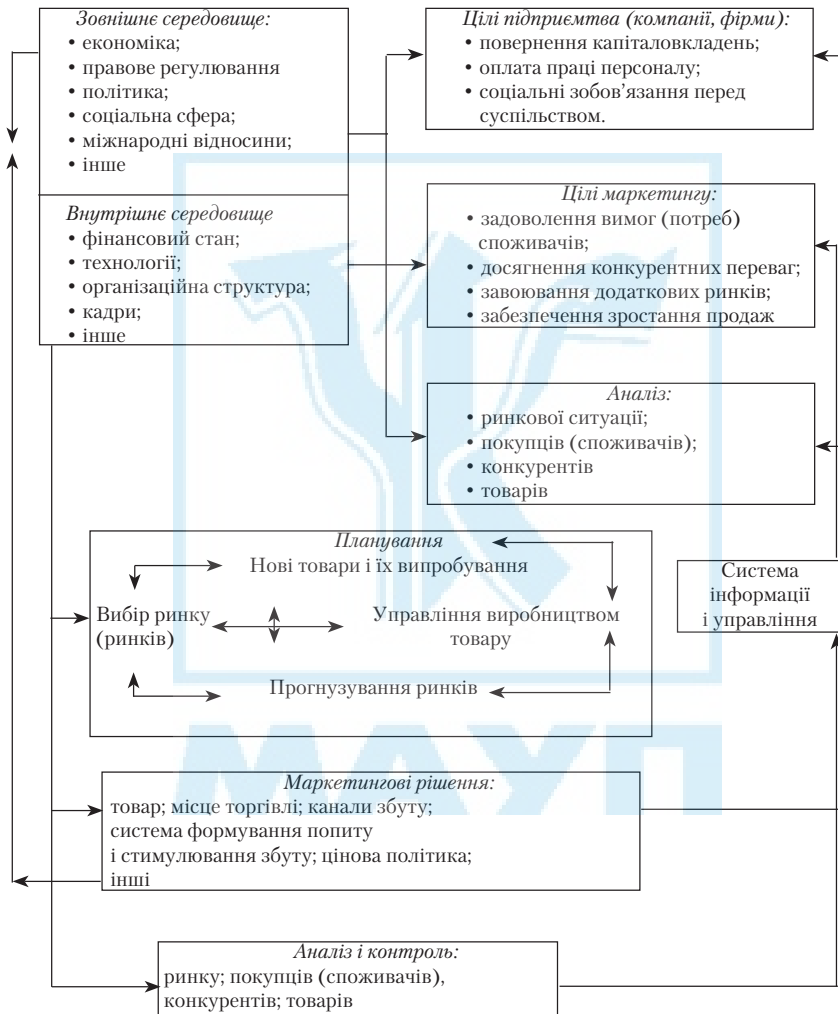 Зовнішнє середовище:
• економіка;
• правове регулювання
• політика;
• соціальна сфера;
• міжнародні відносини;
• інше
Внутрішнє середовище
• фінансовий стан;
• технології;
• організаційна структура;
• кадри;
• інше
Цілі підприємтва (компанії, фірми):
• повернення капіталовкладень;
• оплата праці персоналу;
• соціальні зобов’язання перед
суспільством.
Цілі маркетингу:
• задоволення вимог (потреб)
споживачів;
• досягнення конкурентних переваг;
• завоювання додаткових ринків;
• забезпечення зростання продаж
Аналіз:
• ринкової ситуації;
• покупців (споживачів);
• конкурентів
• товарів
Планування
Нові товари і їх випробування
Вибір ринку
(ринків)
Управління виробництвом
товару
Прогнузування ринків
Система
інформації
і управління
Маркетингові рішення:
товар; місце торгівлі; канали збуту;
система формування попиту
і стимулювання збуту; цінова політика;
інші
Аналіз і контроль:
ринку; покупців (споживачів),
конкурентів; товарів
МАУП